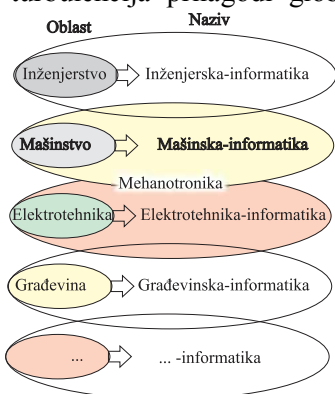 Oblast Naziv
Inženjerstvo Inženjerska-informatika
Mašinstvo Mašinska-informatika
Mehanotronika
Elektrotehnika Elektrotehnika-informatika
Građevina Građevinska-informatika
... ... -informatika